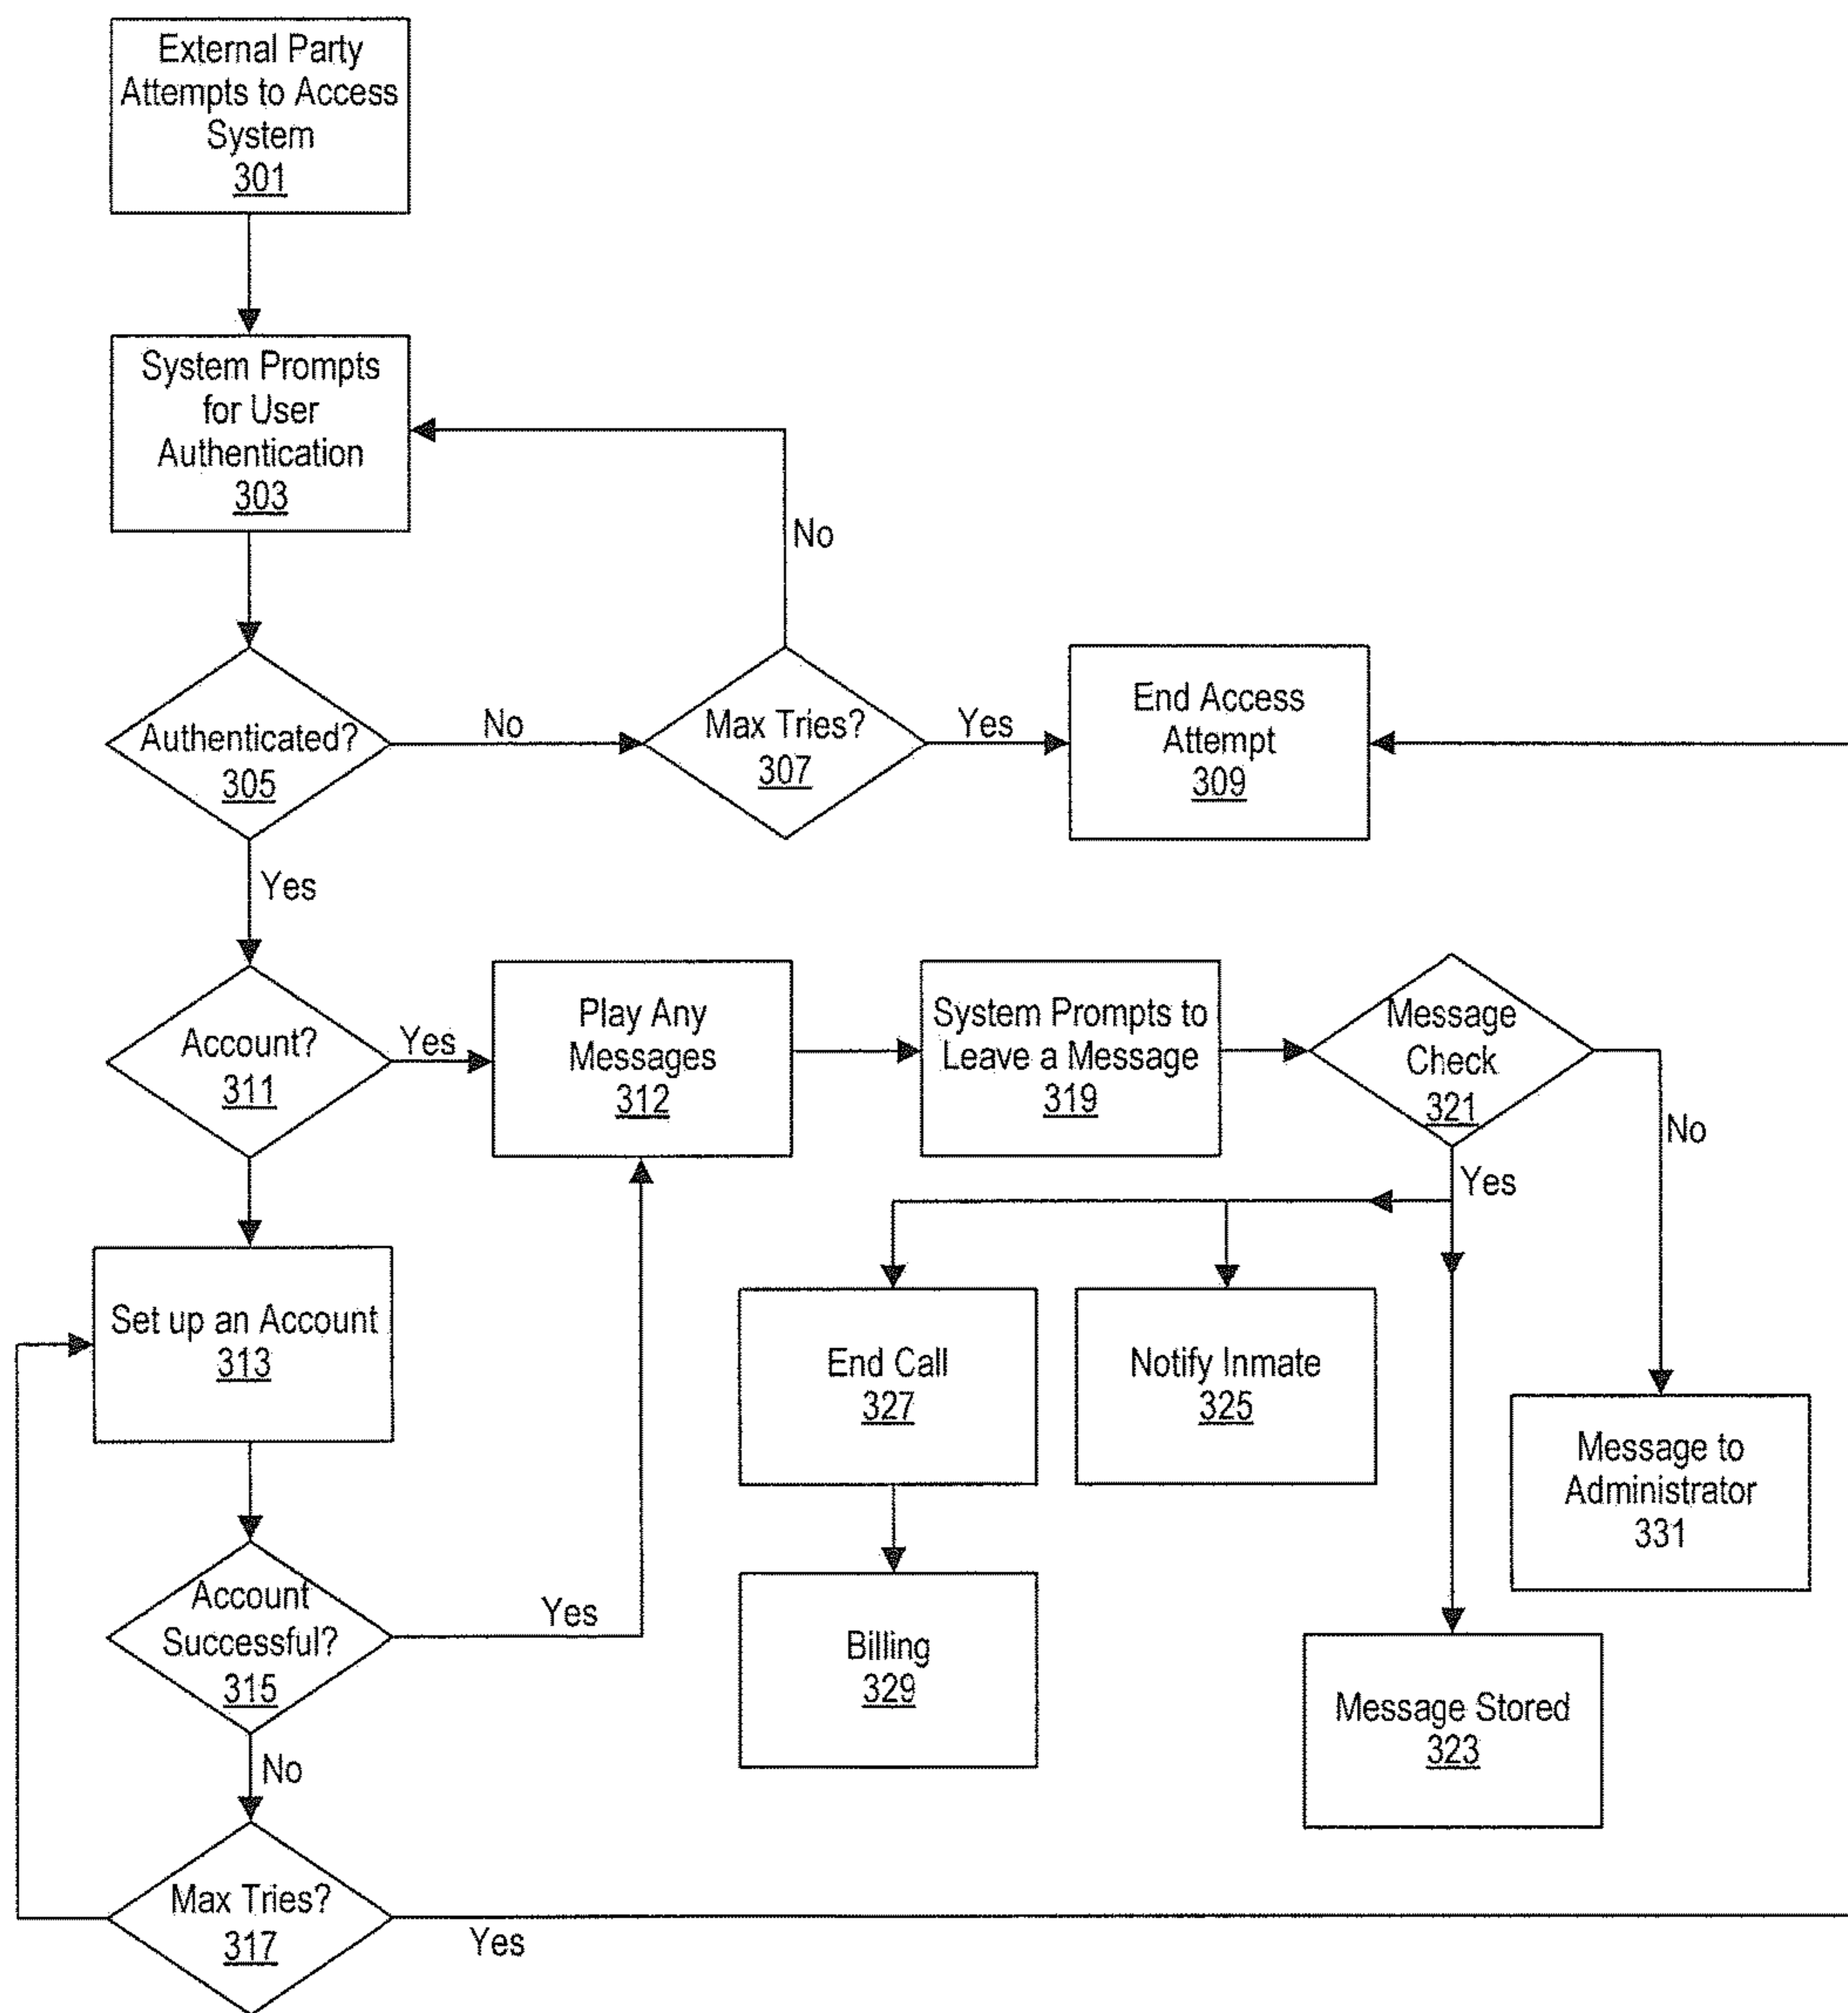 External Party
Attempts to Access
System
301
System Prompts
for User
Authentication
303
No
Authenticated?
305
No
Max Tries?
307
Yes
End Access
Attempt
309
Yes
Account?
311
Yes
Play Any
Messages
312
System Prompts to
Leave a Message
319
Message
Check
321
No
Yes
Set up an Account
313
End Call
327
Notify Inmate
325
Message to
Administrator
331
Account
Successful?
315
Yes
Billing
329
Message Stored
323
No
Max Tries?
317
Yes